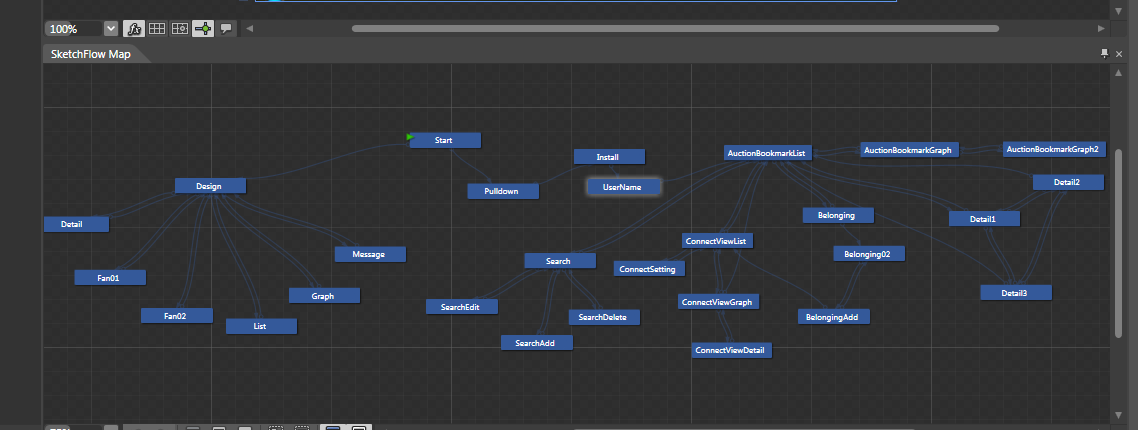 100%
SketchFlow Map
Start
Install
AuctionBookmarkList
AuctionBookmarkGraph
AuctionBookmarkGraph2
Design
Pulldown
UserName
Detail2
Detail
Belonging
Detail1
Message
Search
ConnectViewList
Belonging02
Fan01
ConnectSetting
Graph
SearchEdit
ConnectViewGraph
Detail3
Fan02
List
SearchDelete
BelongingAdd
SearchAdd
ConnectViewDetail